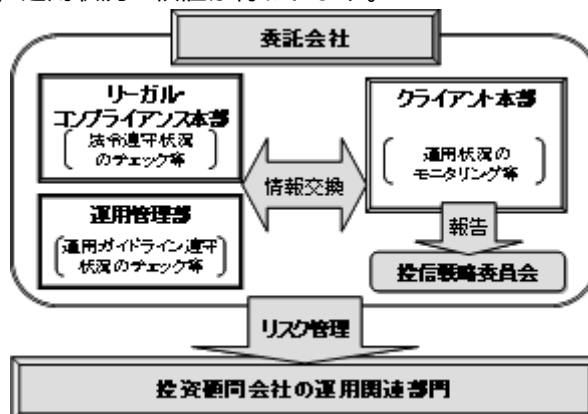 委託会社
リーガル・
コンプライアンス本部
法令遵守状況
のチェック等
運用管理部
運用ガイドライン遵守
状況のチェック等
情報交換
クライアント本部
運用状況の
モニタリング等
報告
投信戦略委員会
リスク管理
投資顧問会社の運用関連部門